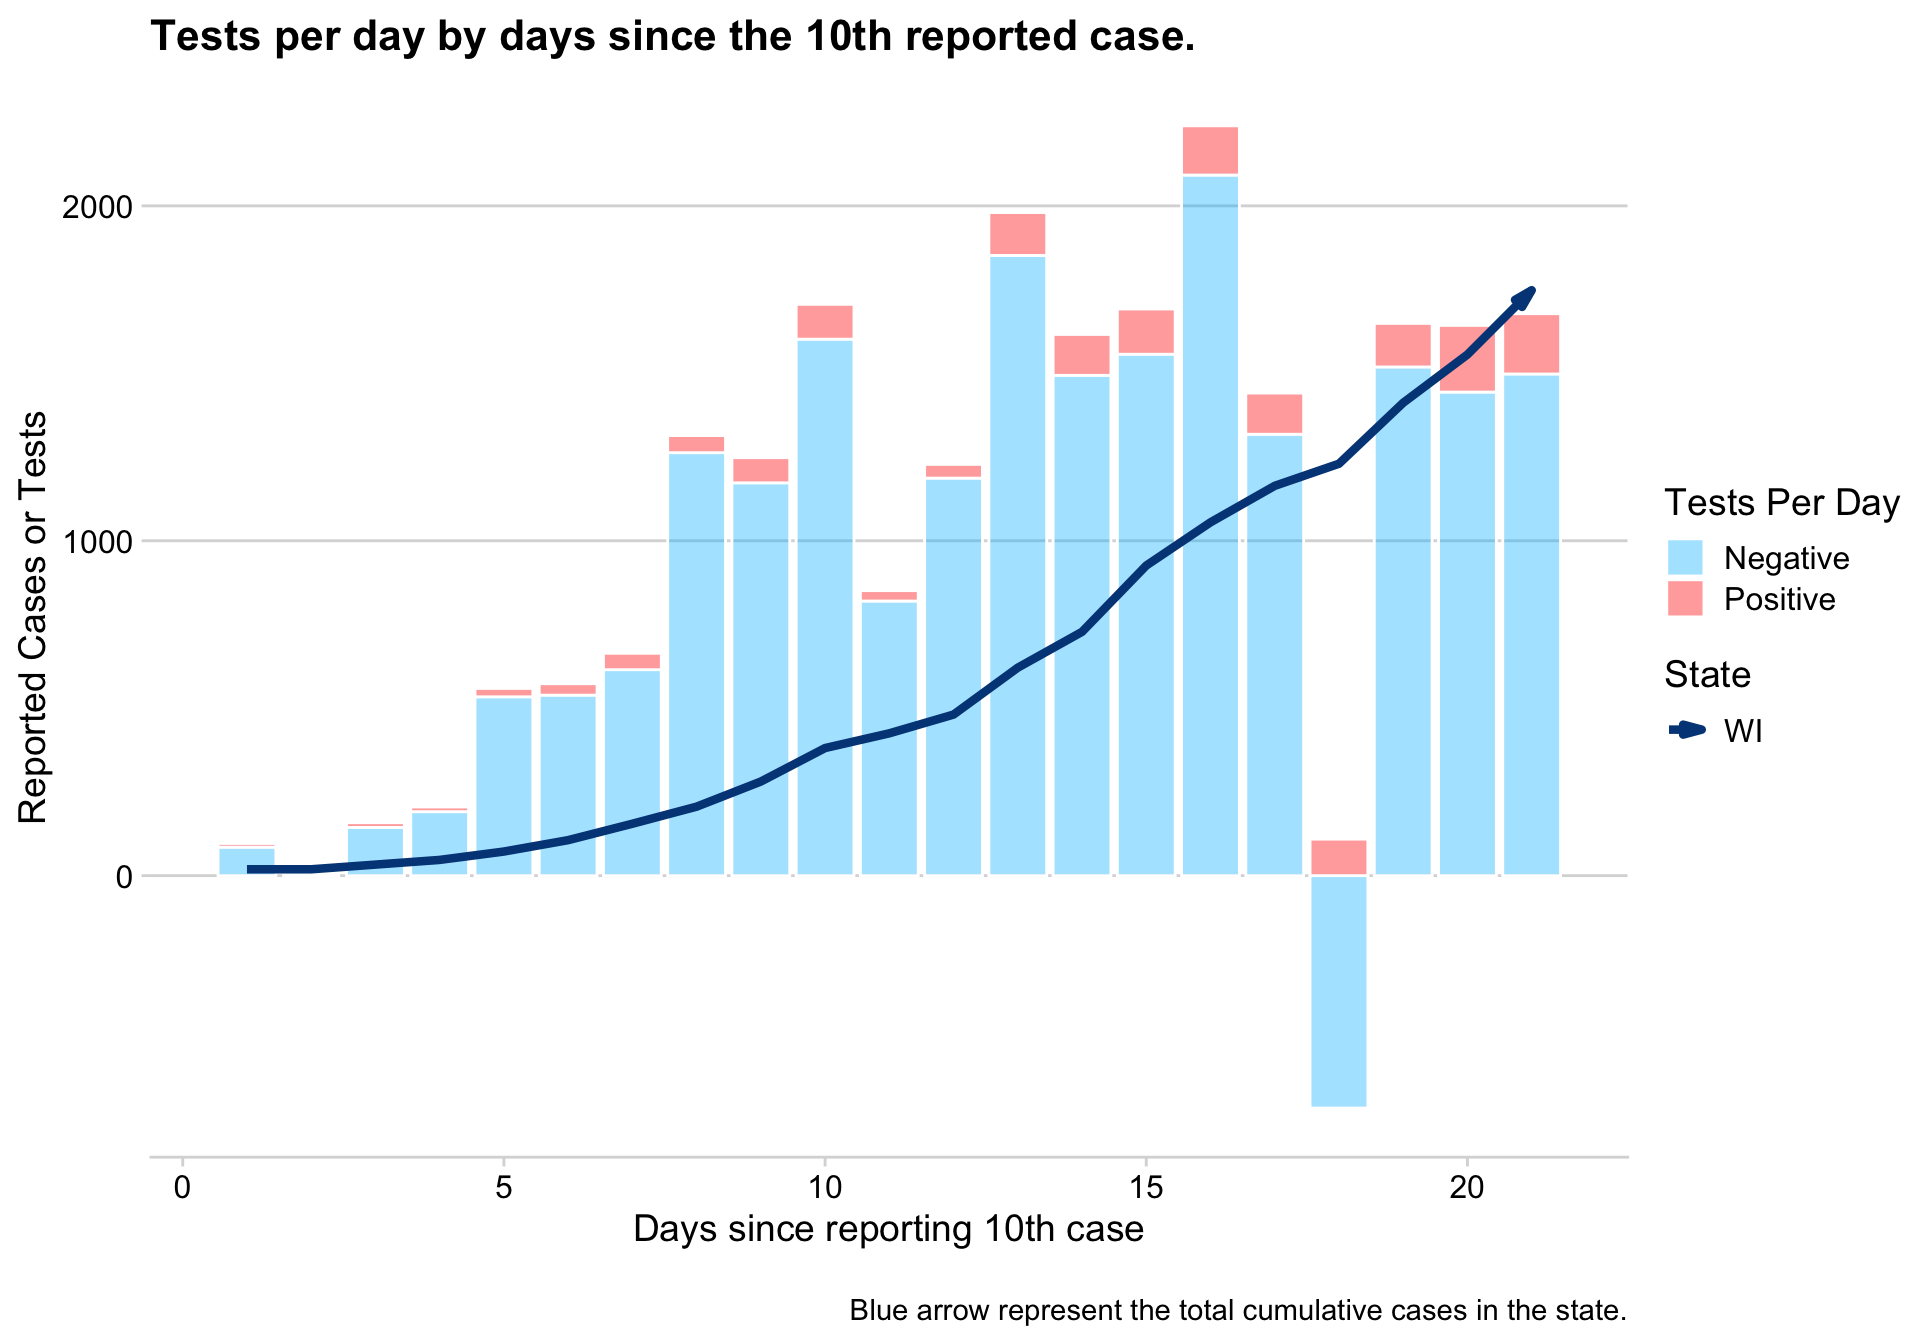 Tests per day by days since the 10th reported case.
Reported Cases or Tests
2000
1000
0
0
5
10
15
20
Days since reporting 10th case
Tests Per Day
Negative
Positive
State
WI
Blue arrow represent the total cumulative cases in the state.